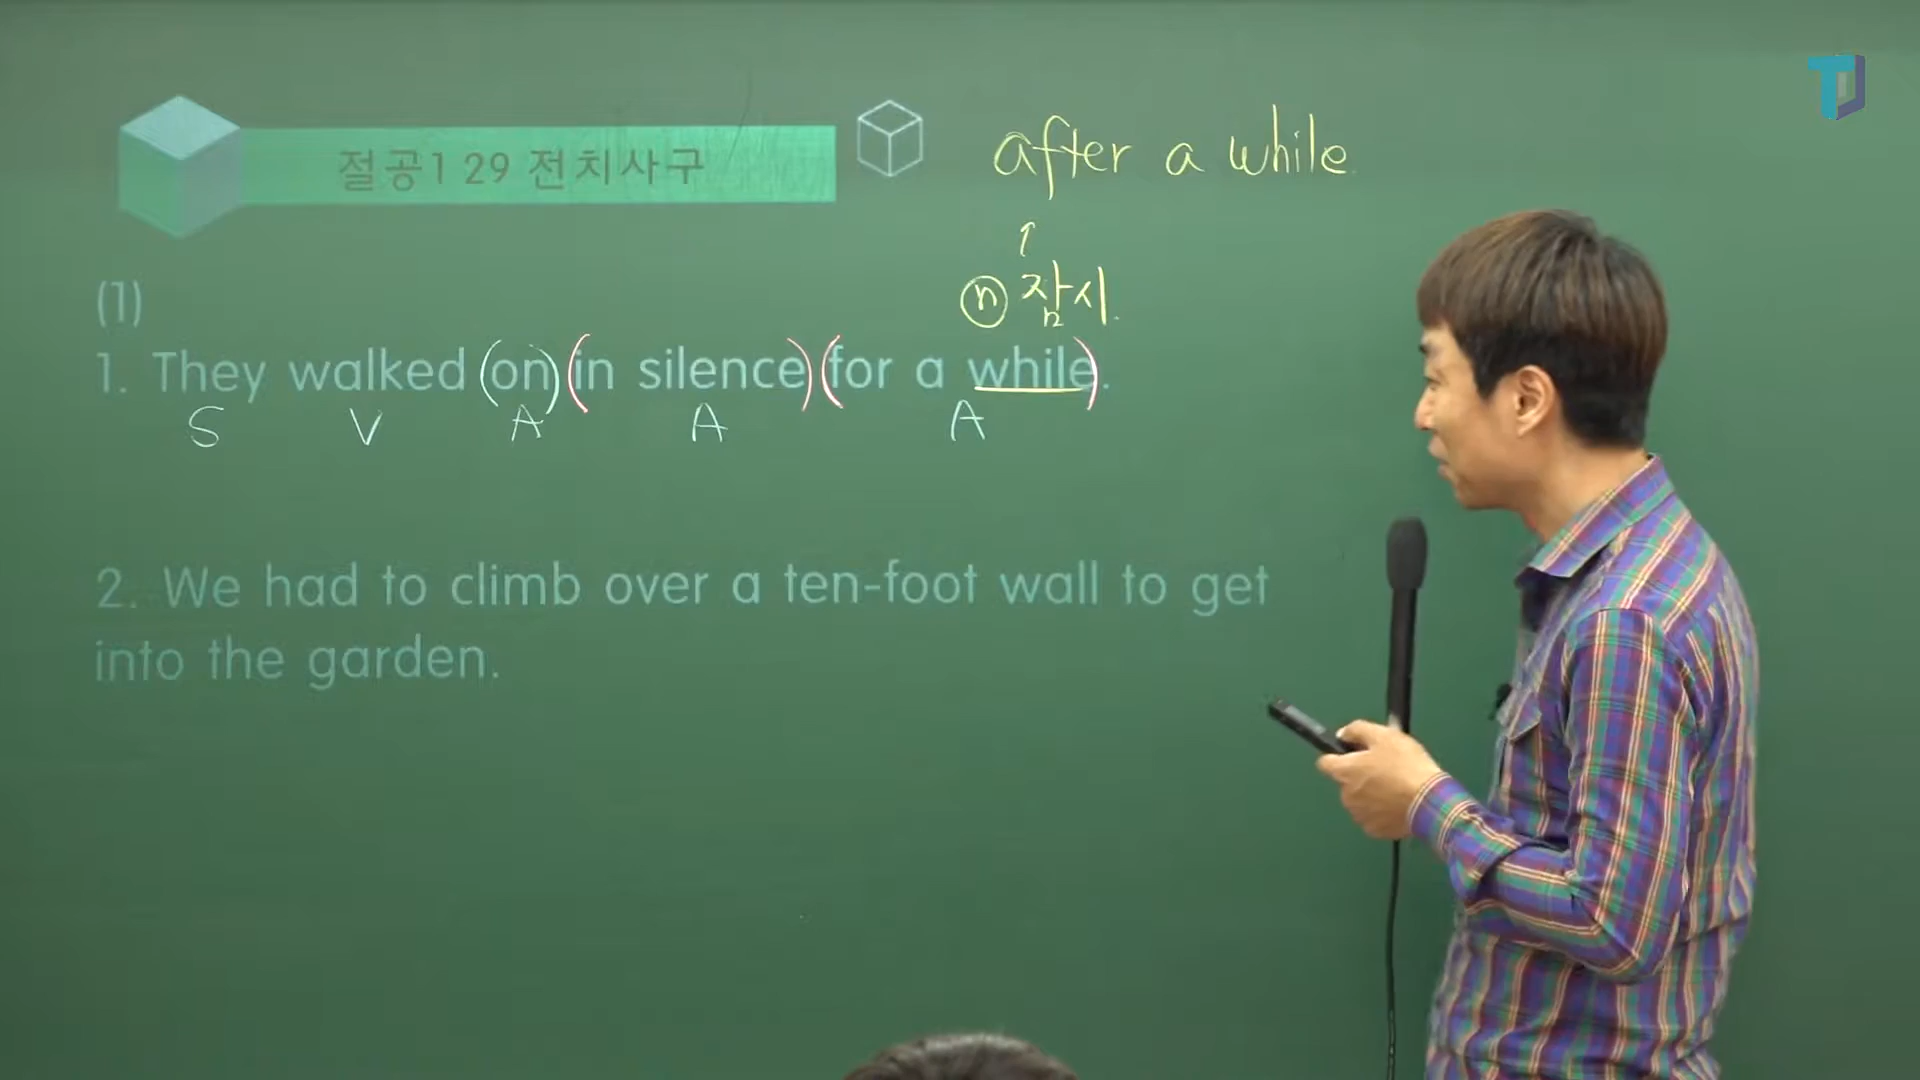 절공1 29 전치사구
after a while.
↑
ⓝ 잠시.
(1)
1. They walked (on) (in silence) (for a while).
S V A A A
2. We had to climb over a ten-foot wall to get
into the garden.